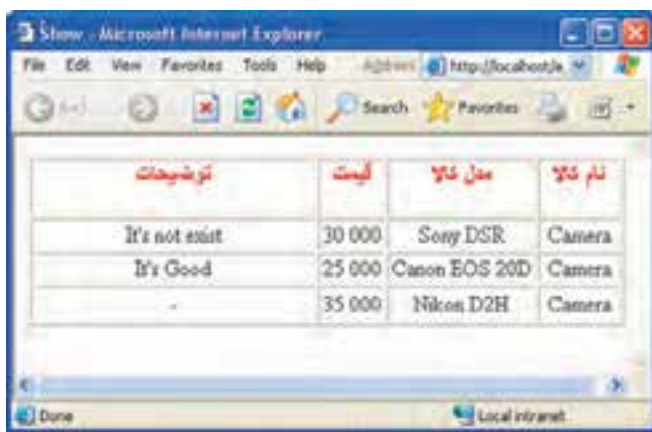 Show - Microsoft Internet Explorer
File Edit View Favorites Tools Help Address http://localhost/e
Search Favorites
نام کالا مدل کالا قیمت توضیحات
Camera Sony DSR 30 000 It's not exist
Camera Canon EOS 20D 25 000 It's Good
Camera Nikon D2H 35 000 -
Done Local intranet